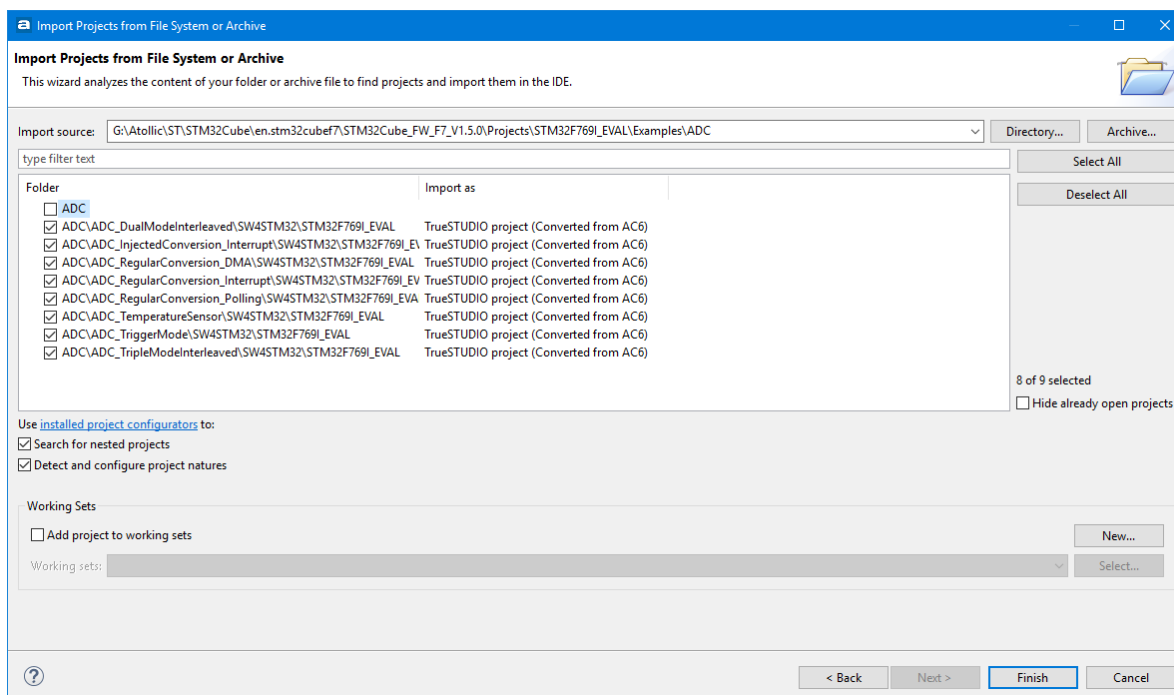 Import Projects from File System or Archive
Import Projects from File System or Archive
This wizard analyzes the content of your folder or archive file to find projects and import them in the IDE.
Import source: G:\Atollic\ST\STM32Cube\en.stm32cubef7\STM32Cube_FW_F7_V1.5.0\Projects\STM32F769I_EVAL\Examples\ADC Directory... Archive...
type filter text Select All
Deselect All
Folder Import as
ADC
ADC\ADC_DualModeInterleaved\SW4STM32\STM32F769I_EVAL TrueSTUDIO project (Converted from AC6)
ADC\ADC_InjectedConversion_Interrupt\SW4STM32\STM32F769I_EV TrueSTUDIO project (Converted from AC6)
ADC\ADC_RegularConversion_DMA\SW4STM32\STM32F769I_EVAL TrueSTUDIO project (Converted from AC6)
ADC\ADC_RegularConversion_Interrupt\SW4STM32\STM32F769I_EV TrueSTUDIO project (Converted from AC6)
ADC\ADC_RegularConversion_Polling\SW4STM32\STM32F769I_EVA TrueSTUDIO project (Converted from AC6)
ADC\ADC_TemperatureSensor\SW4STM32\STM32F769I_EVAL TrueSTUDIO project (Converted from AC6)
ADC\ADC_TriggerMode\SW4STM32\STM32F769I_EVAL TrueSTUDIO project (Converted from AC6)
ADC\ADC_TripleModeInterleaved\SW4STM32\STM32F769I_EVAL TrueSTUDIO project (Converted from AC6)
8 of 9 selected
Hide already open projects
Use installed project configurators to:
Search for nested projects
Detect and configure project natures
Working Sets
Add project to working sets New...
Working sets: Select...
? < Back Next > Finish Cancel